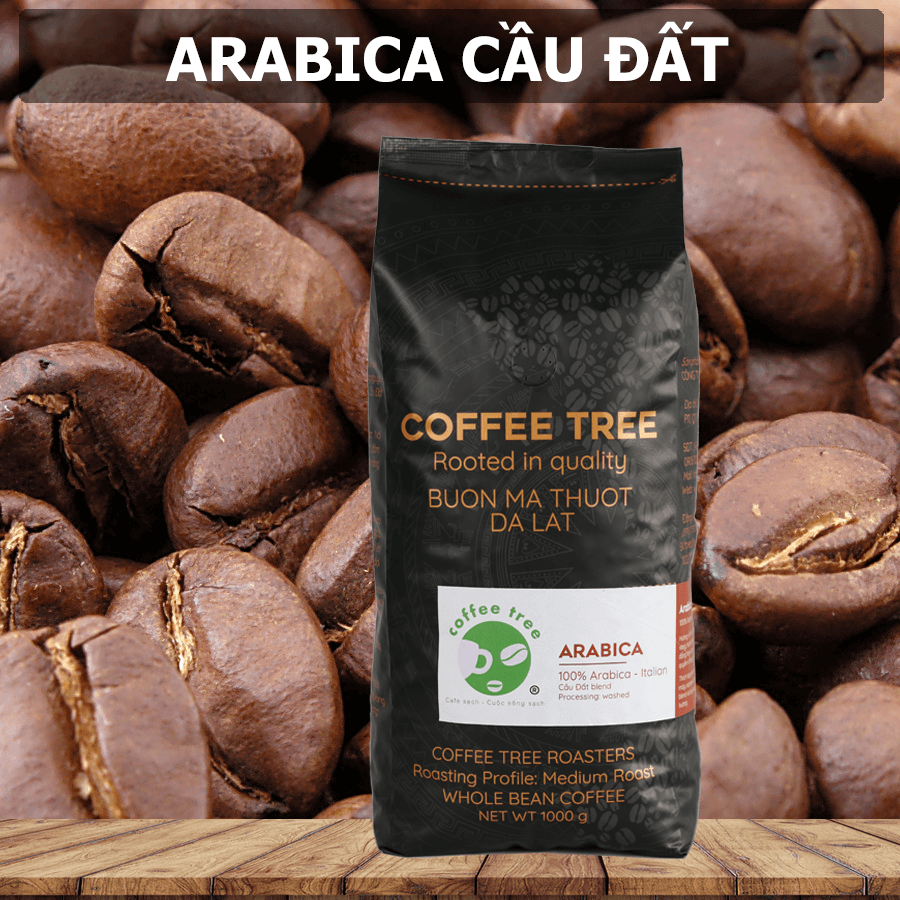 ARABICA CẦU ĐẤT
COFFEE TREE
Rooted in quality
BUON MA THUOT
DA LAT
coffee tree
®
Cafe sạch - Cuộc sống sạch
ARABICA
100% Arabica - Italian
Cầu Đất blend
Processing: washed
COFFEE TREE ROASTERS
Roasting Profile: Medium Roast
WHOLE BEAN COFFEE
NET WT 1000 g